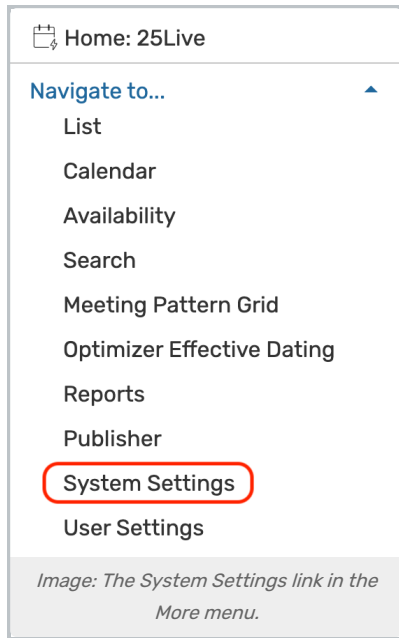 Home: 25Live
Navigate to...
List
Calendar
Availability
Search
Meeting Pattern Grid
Optimizer Effective Dating
Reports
Publisher
System Settings
User Settings
Image: The System Settings link in the
More menu.